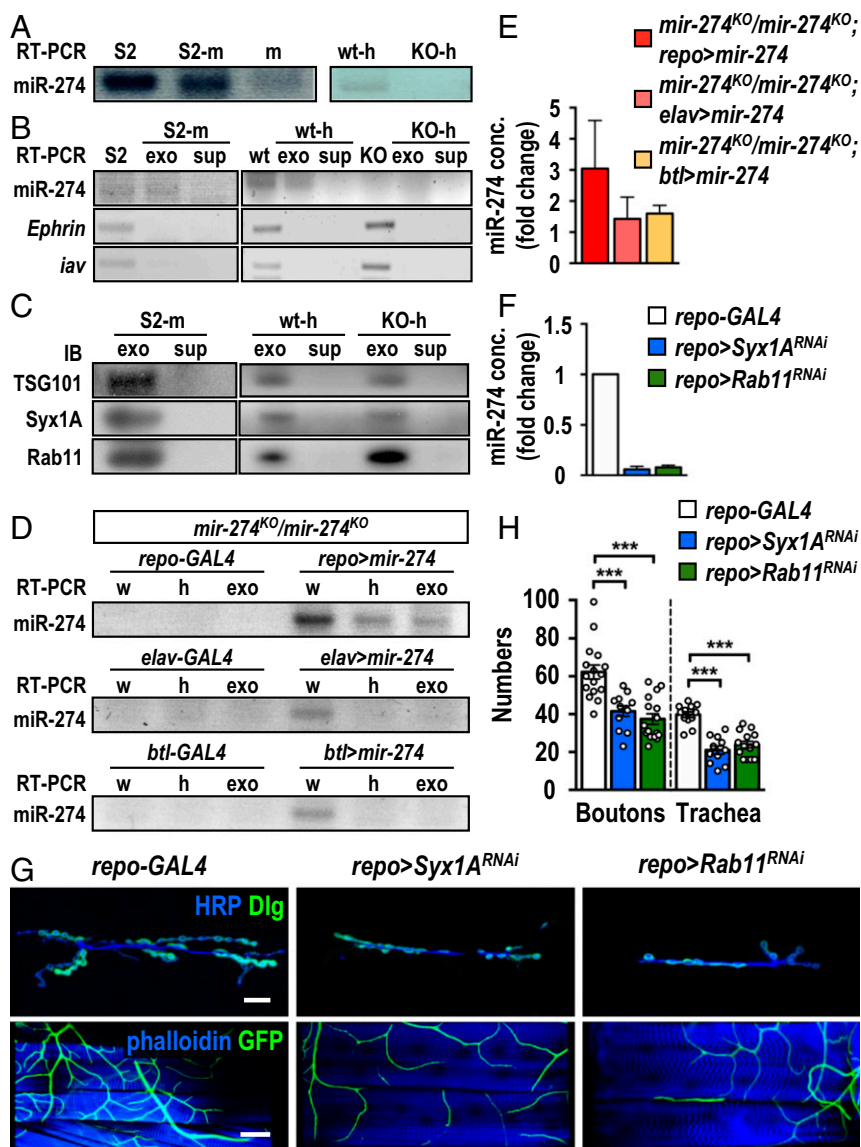 A
RT-PCR S2 S2-m m wt-h KO-h
miR-274
B
S2-m wt-h KO-h
RT-PCR S2 exo sup wt exo sup KO exo sup
miR-274
Ephrin
iav
C
S2-m wt-h KO-h
IB exo sup exo sup exo sup
TSG101
Syx1A
Rab11
D
mir-274KO/mir-274KO
repo-GAL4 repo>mir-274
RT-PCR w h exo w h exo
miR-274
elav-GAL4 elav>mir-274
RT-PCR w h exo w h exo
miR-274
btl-GAL4 btl>mir-274
RT-PCR w h exo w h exo
miR-274
E
mir-274KO/mir-274KO;
repo>mir-274
mir-274KO/mir-274KO;
elav>mir-274
mir-274KO/mir-274KO;
btl>mir-274
miR-274 conc.
(fold change)
5
4
3
2
1
0
F
repo-GAL4
repo>Syx1ARNAi
repo>Rab11RNAi
miR-274 conc.
(fold change)
1.5
1
0.5
0
H
repo-GAL4
repo>Syx1ARNAi
repo>Rab11RNAi
*** *** *** ***
Numbers
100
80
60
40
20
0
Boutons Trachea
G
repo-GAL4 repo>Syx1ARNAi repo>Rab11RNAi
HRP Dlg
phalloidin GFP